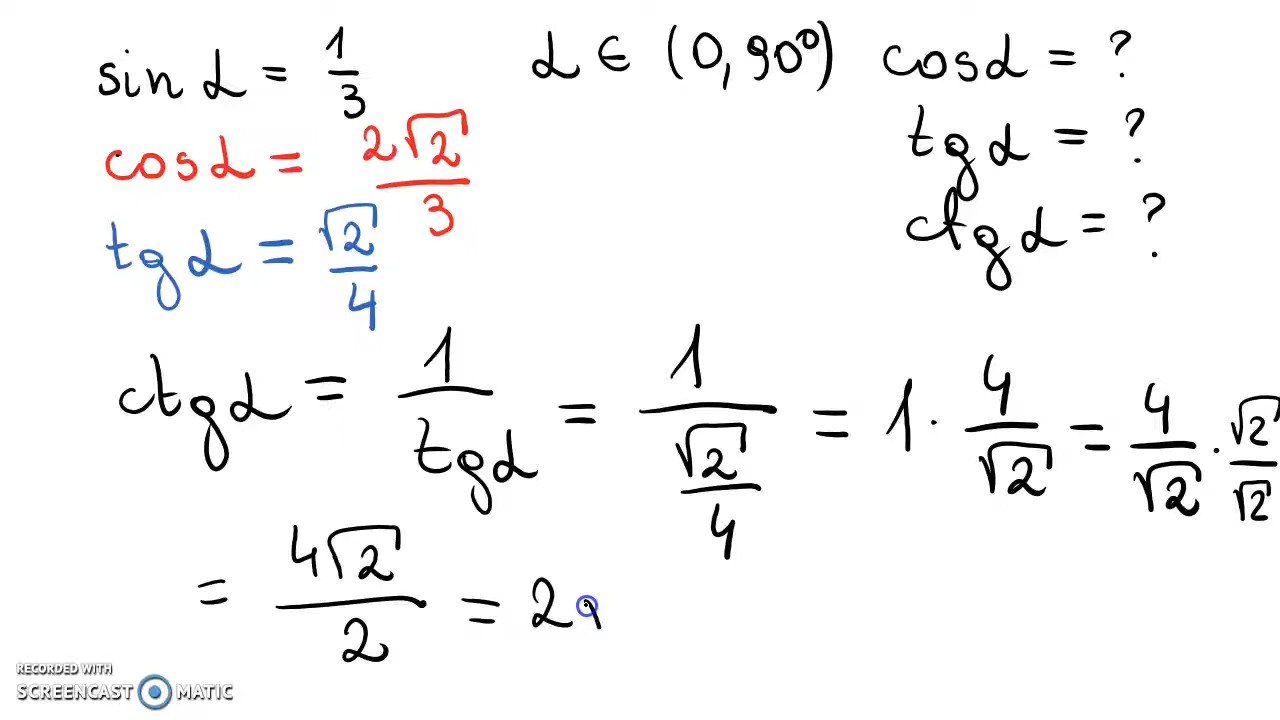 sin α = 1/3   α ∈ (0, 90°)   cos α = ?
cos α = 2√2/3   tg α = ?
tg α = √2/4   ctg α = ?
ctg α = 1/tg α = 1/(√2/4) = 1 · 4/√2 = 4/√2 · √2/√2
= 4√2/2 = 2
RECORDED WITH
SCREENCAST MATIC